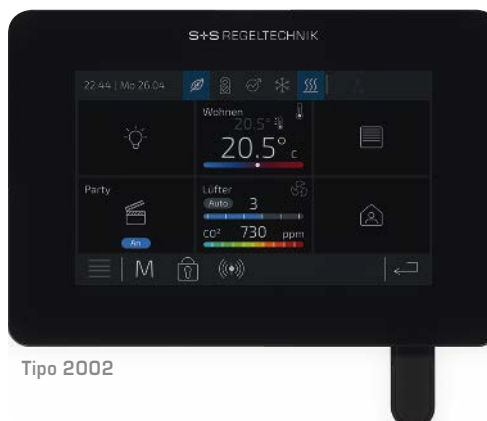 S+S REGELTECHNIK
22:44 | Mo 26.04
Wohnen
20.5°
20.5° c
Party
An
Lüfter
Auto 3
CO² 730 ppm
M
Tipo 2002